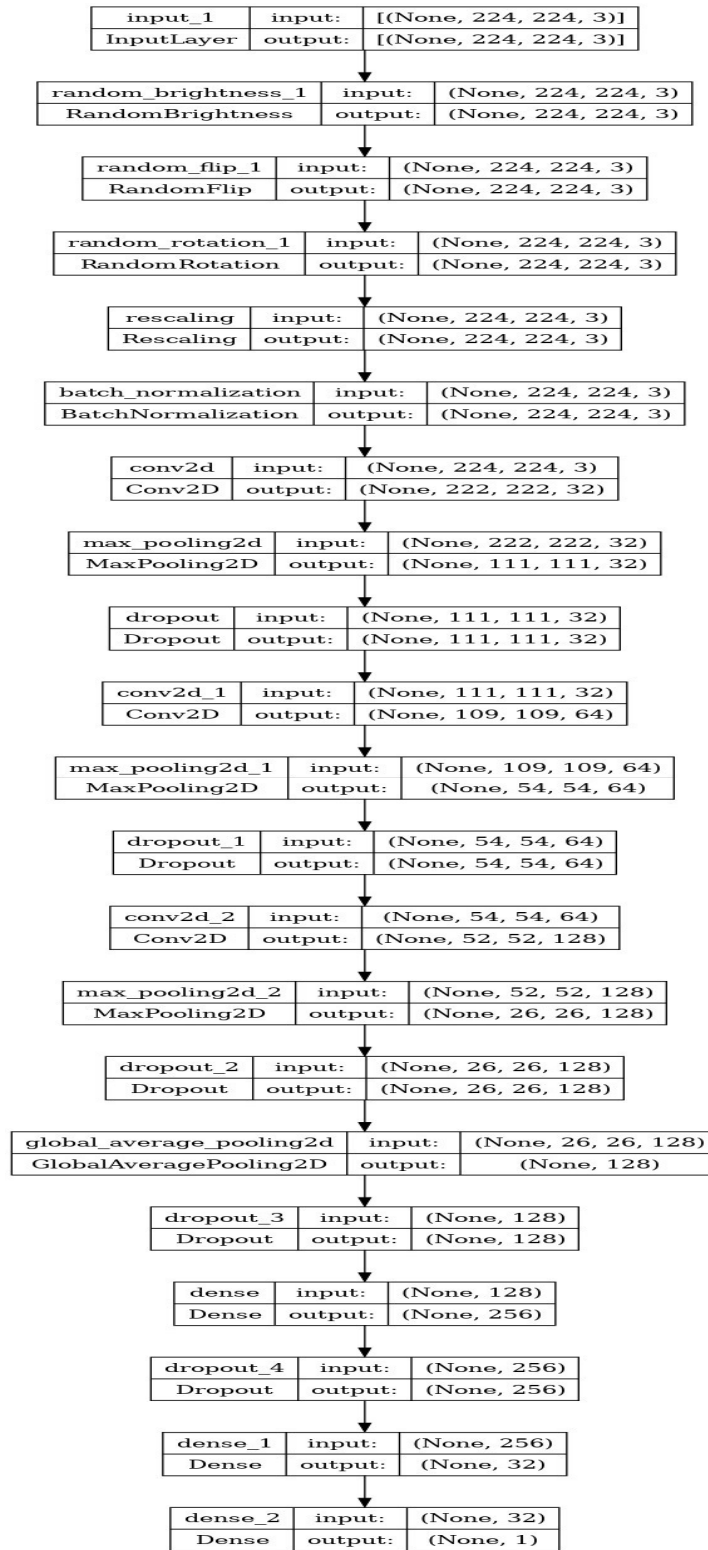 input_1 input: [(None, 224, 224, 3)]
InputLayer output: [(None, 224, 224, 3)]
random_brightness_1 input: (None, 224, 224, 3)
RandomBrightness output: (None, 224, 224, 3)
random_flip_1 input: (None, 224, 224, 3)
RandomFlip output: (None, 224, 224, 3)
random_rotation_1 input: (None, 224, 224, 3)
RandomRotation output: (None, 224, 224, 3)
rescaling input: (None, 224, 224, 3)
Rescaling output: (None, 224, 224, 3)
batch_normalization input: (None, 224, 224, 3)
BatchNormalization output: (None, 224, 224, 3)
conv2d input: (None, 224, 224, 3)
Conv2D output: (None, 222, 222, 32)
max_pooling2d input: (None, 222, 222, 32)
MaxPooling2D output: (None, 111, 111, 32)
dropout input: (None, 111, 111, 32)
Dropout output: (None, 111, 111, 32)
conv2d_1 input: (None, 111, 111, 32)
Conv2D output: (None, 109, 109, 64)
max_pooling2d_1 input: (None, 109, 109, 64)
MaxPooling2D output: (None, 54, 54, 64)
dropout_1 input: (None, 54, 54, 64)
Dropout output: (None, 54, 54, 64)
conv2d_2 input: (None, 54, 54, 64)
Conv2D output: (None, 52, 52, 128)
max_pooling2d_2 input: (None, 52, 52, 128)
MaxPooling2D output: (None, 26, 26, 128)
dropout_2 input: (None, 26, 26, 128)
Dropout output: (None, 26, 26, 128)
global_average_pooling2d input: (None, 26, 26, 128)
GlobalAveragePooling2D output: (None, 128)
dropout_3 input: (None, 128)
Dropout output: (None, 128)
dense input: (None, 128)
Dense output: (None, 256)
dropout_4 input: (None, 256)
Dropout output: (None, 256)
dense_1 input: (None, 256)
Dense output: (None, 32)
dense_2 input: (None, 32)
Dense output: (None, 1)